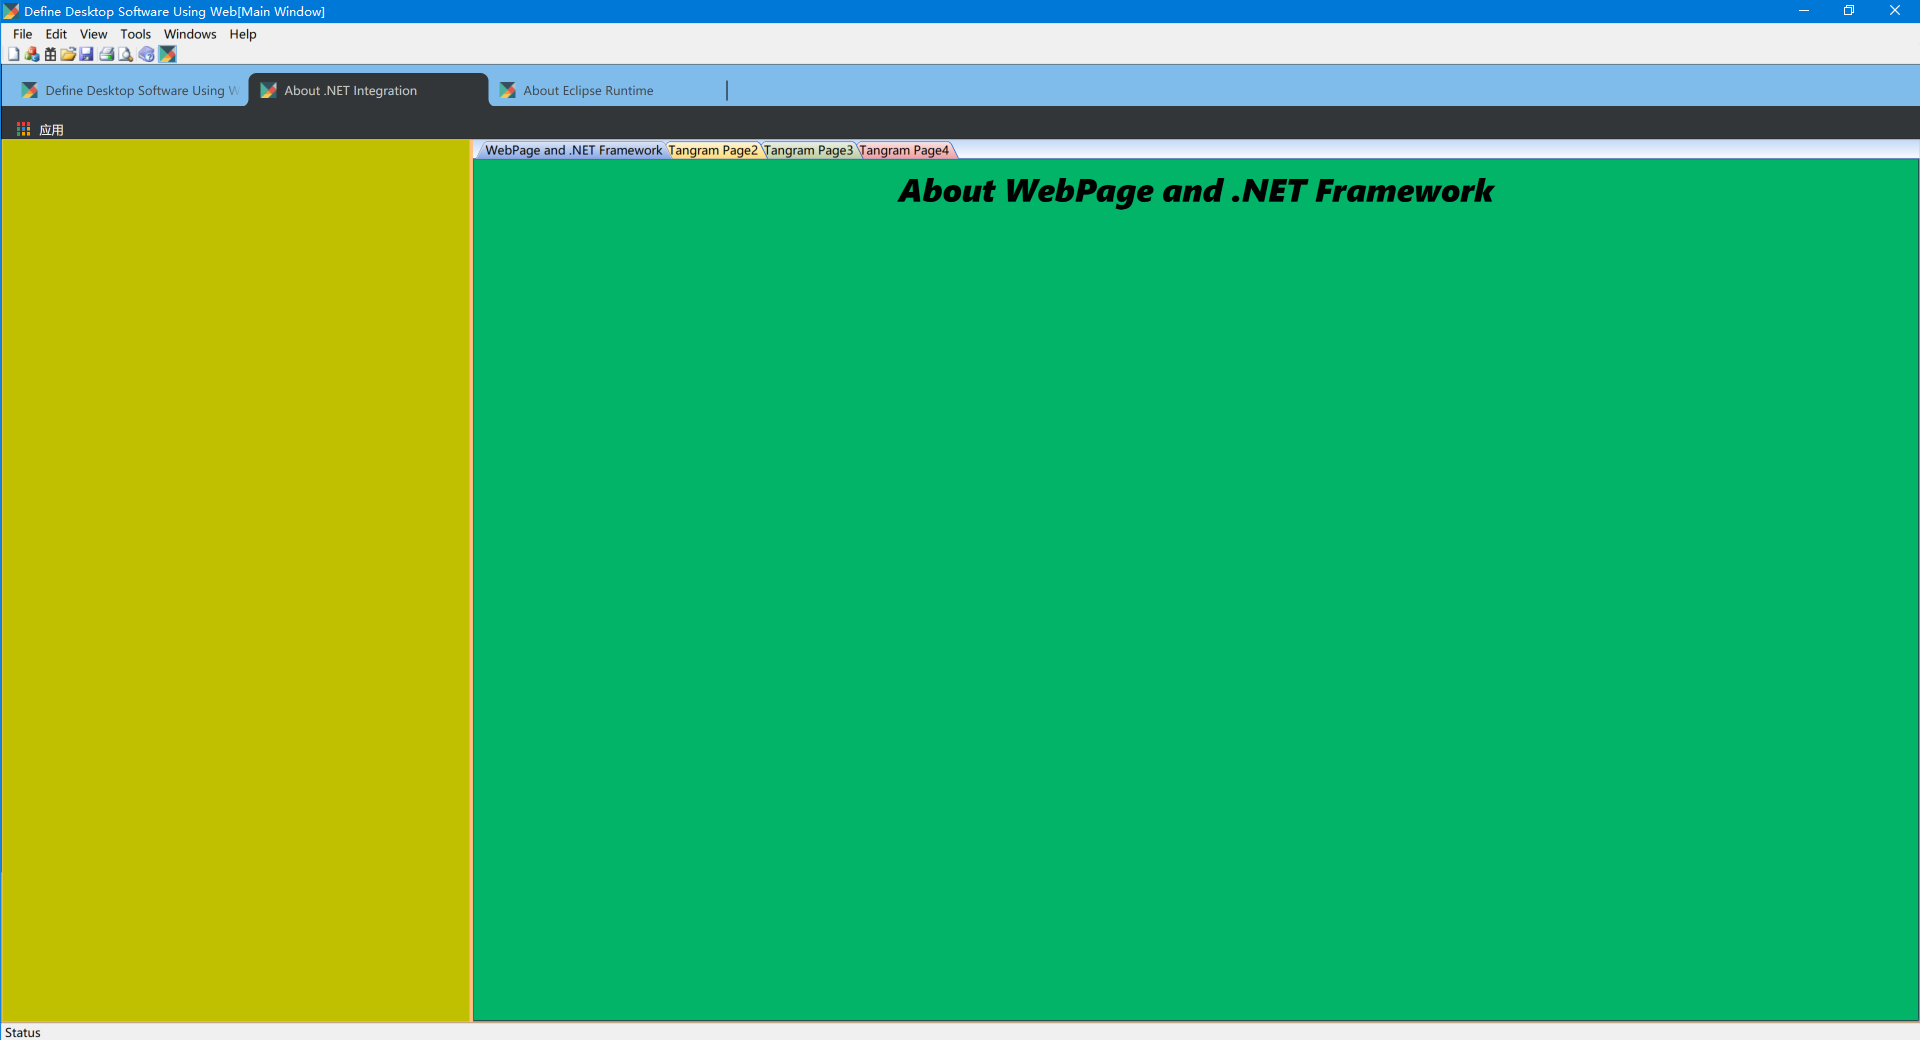 Define Desktop Software Using Web[Main Window]
File Edit View Tools Windows Help
Define Desktop Software Using W About .NET Integration About Eclipse Runtime
应用
WebPage and .NET Framework Tangram Page2 Tangram Page3 Tangram Page4
About WebPage and .NET Framework
Status